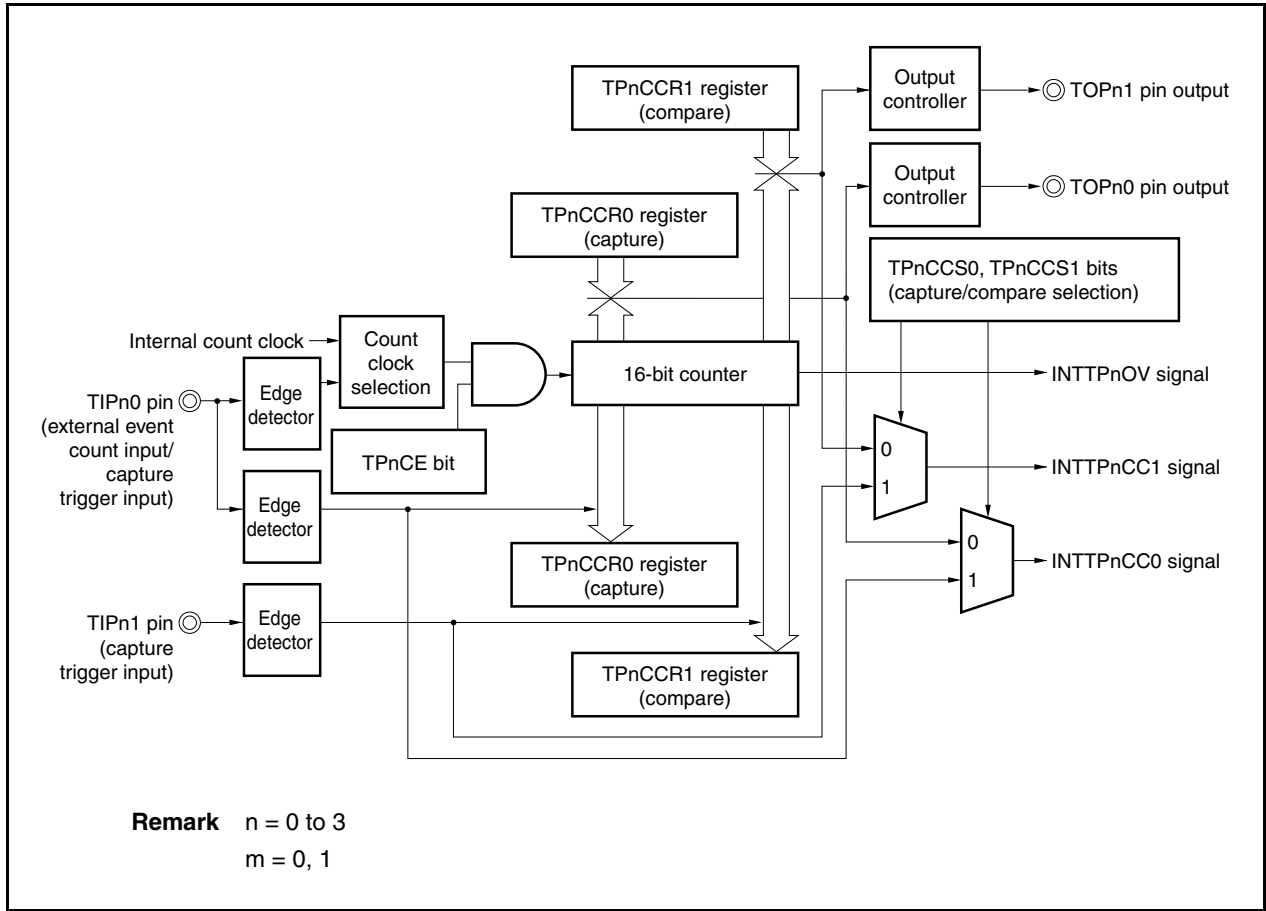 TPnCCR1 register
(compare)
Output
controller
TOPn1 pin output
Output
controller
TOPn0 pin output
TPnCCR0 register
(capture)
TPnCCS0, TPnCCS1 bits
(capture/compare selection)
Internal count clock
Count
clock
selection
16-bit counter
INTTPnOV signal
TIPn0 pin
(external event
count input/
capture
trigger input)
Edge
detector
TPnCE bit
0
1
INTTPnCC1 signal
Edge
detector
0
1
INTTPnCC0 signal
TPnCCR0 register
(capture)
TIPn1 pin
(capture
trigger input)
Edge
detector
TPnCCR1 register
(compare)
Remark n = 0 to 3
m = 0, 1